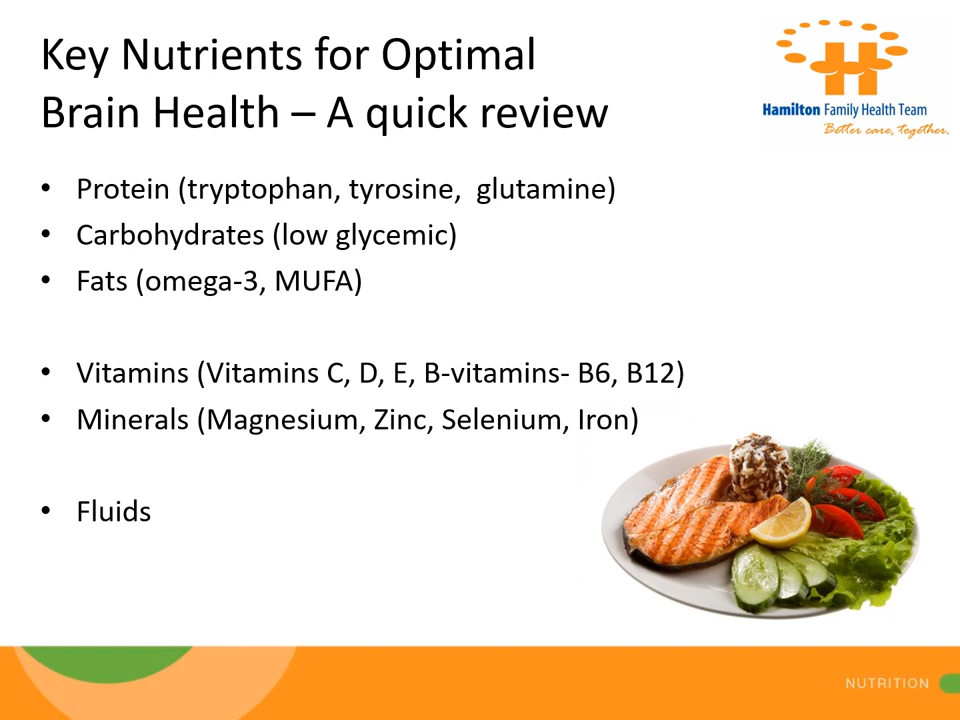 Key Nutrients for Optimal
Brain Health – A quick review
Hamilton Family Health Team
Better care, together.
• Protein (tryptophan, tyrosine,  glutamine)
• Carbohydrates (low glycemic)
• Fats (omega-3, MUFA)
• Vitamins (Vitamins C, D, E, B-vitamins- B6, B12)
• Minerals (Magnesium, Zinc, Selenium, Iron)
• Fluids
NUTRITION